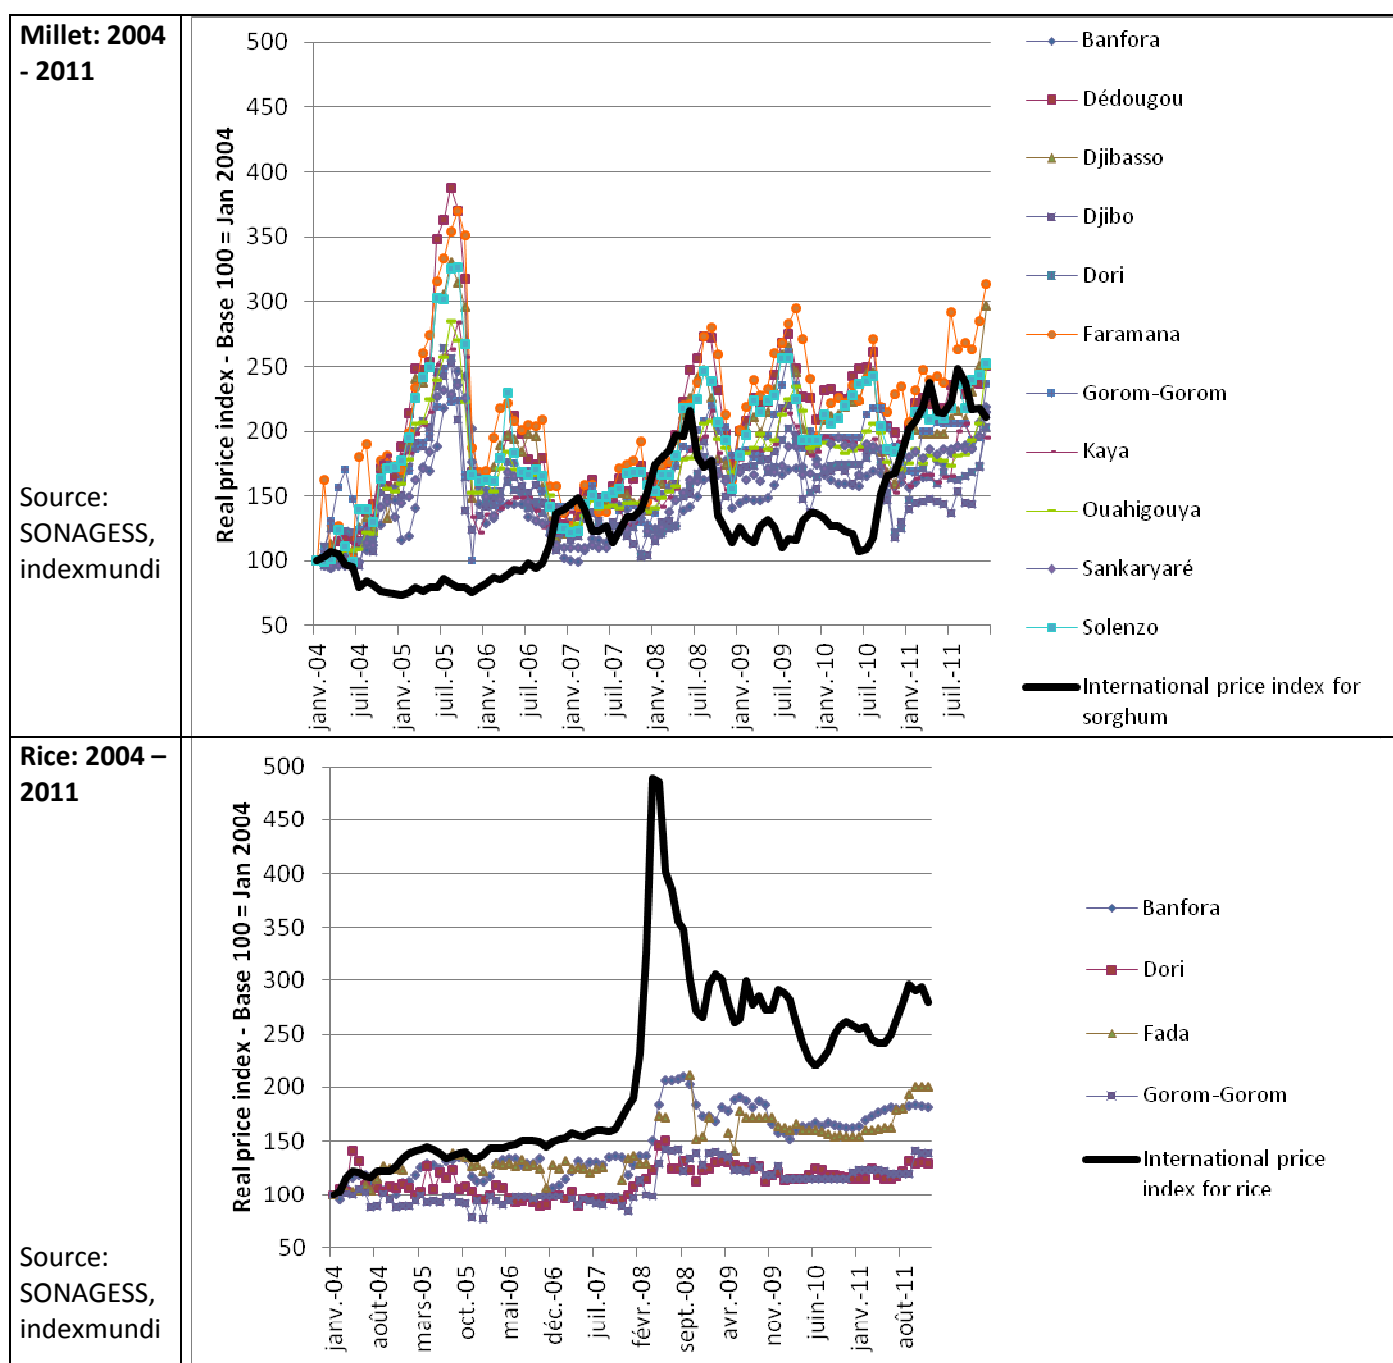 Millet: 2004
- 2011
Source:
SONAGESS,
indexmundi
Real price index - Base 100 = Jan 2004
500
450
400
350
300
250
200
150
100
50
janv.-04
juil.-04
janv.-05
juil.-05
janv.-06
juil.-06
janv.-07
juil.-07
janv.-08
juil.-08
janv.-09
juil.-09
janv.-10
juil.-10
janv.-11
juil.-11
Banfora
Dédougou
Djibasso
Djibo
Dori
Faramana
Gorom-Gorom
Kaya
Ouahigouya
Sankaryaré
Solenzo
International price index for
sorghum
Rice: 2004 –
2011
Source:
SONAGESS,
indexmundi
Real price index - Base 100 = Jan 2004
500
450
400
350
300
250
200
150
100
50
janv.-04
août-04
mars-05
oct.-05
mai-06
déc.-06
juil.-07
févr.-08
sept.-08
avr.-09
nov.-09
juin-10
janv.-11
août-11
Banfora
Dori
Fada
Gorom-Gorom
International price
index for rice